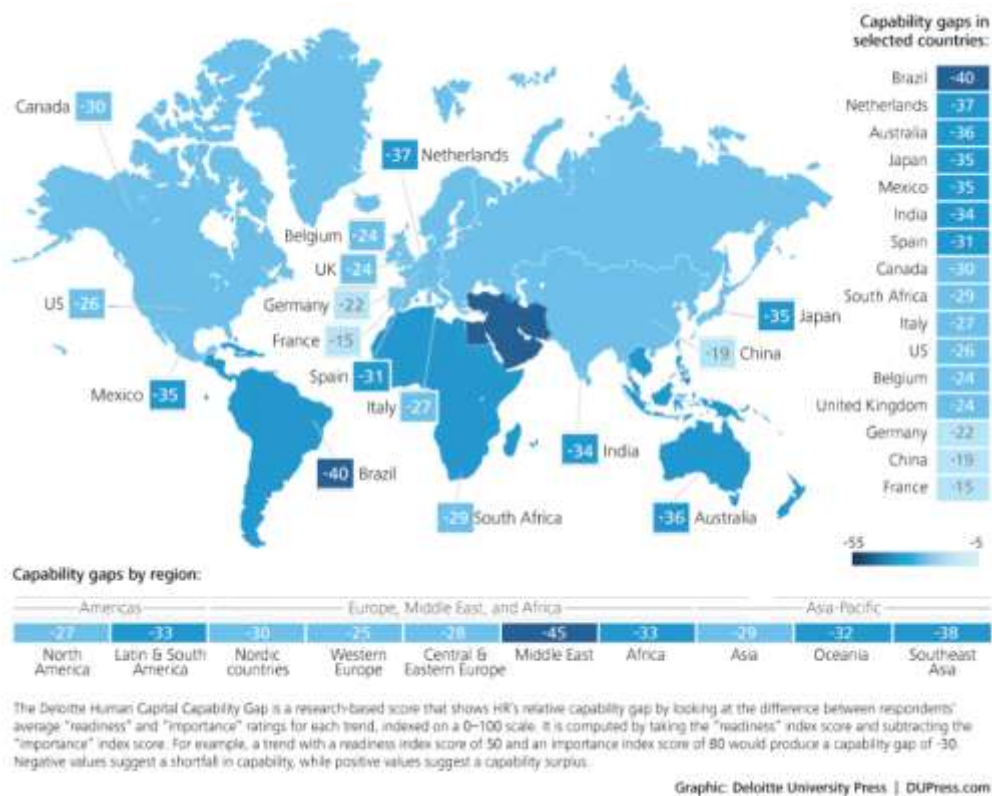 Capability gaps in
selected countries:
Brazil -40
Netherlands -37
Australia -36
Japan -35
Mexico -35
India -34
Spain -31
Canada -30
South Africa -29
Italy -27
US -26
Belgium -24
United Kingdom -24
Germany -22
China -19
France -15
-55 -5
Canada -30
-37 Netherlands
Belgium -24
UK -24
US -26
Germany -22
France -15
-35 Japan
-19 China
Spain -31
Mexico -35
Italy -27
-34 India
-40 Brazil
-29 South Africa
-36 Australia
Capability gaps by region:
Americas Europe, Middle East, and Africa Asia-Pacific
-27 -33 -30 -25 -28 -45 -33 -29 -32 -38
North Latin & South Nordic Western Central & Middle East Africa Asia Oceania Southeast
America America countries Europe Eastern Europe Asia
The Deloitte Human Capital Capability Gap is a research-based score that shows HR's relative capability gap by looking at the difference between respondents'
average "readiness" and "importance" ratings for each trend, indexed on a 0–100 scale. It is computed by taking the "readiness" index score and subtracting the
"importance" index score. For example, a trend with a readiness index score of 50 and an importance index score of 80 would produce a capability gap of -30.
Negative values suggest a shortfall in capability, while positive values suggest a capability surplus.
Graphic: Deloitte University Press | DUPress.com